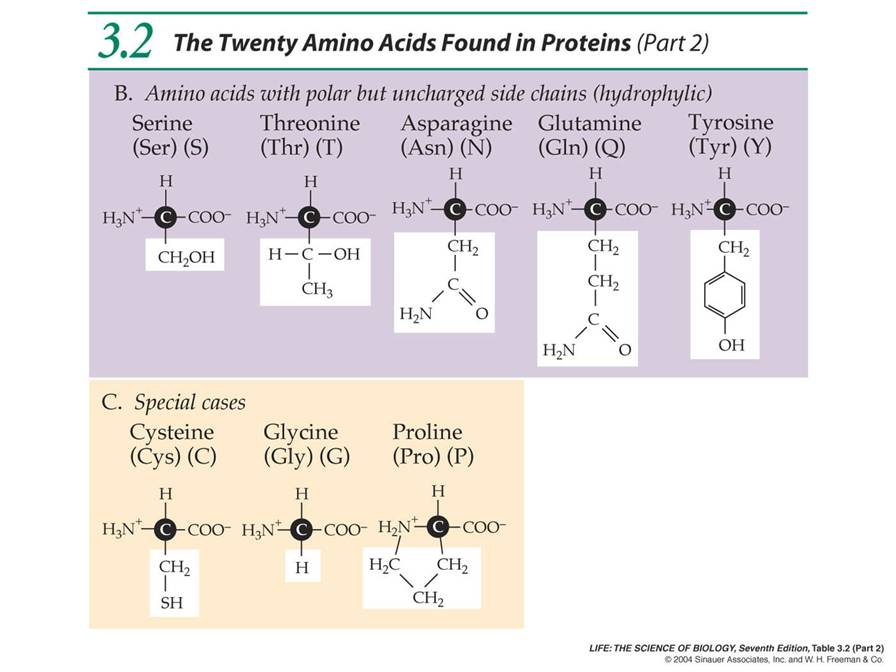 3.2 The Twenty Amino Acids Found in Proteins (Part 2)
B. Amino acids with polar but uncharged side chains (hydrophylic)
Serine Threonine Asparagine Glutamine Tyrosine
(Ser) (S) (Thr) (T) (Asn) (N) (Gln) (Q) (Tyr) (Y)
H H H H H
H₃N⁺ C COO⁻ H₃N⁺ C COO⁻ H₃N⁺ C COO⁻ H₃N⁺ C COO⁻ H₃N⁺ C COO⁻
CH₂OH H—C—OH CH₂ CH₂ CH₂
CH₃ C CH₂
H₂N O C
H₂N O OH
C. Special cases
Cysteine Glycine Proline
(Cys) (C) (Gly) (G) (Pro) (P)
H H H
H₃N⁺ C COO⁻ H₃N⁺ C COO⁻ H₂N⁺ C COO⁻
CH₂ H H₂C CH₂
SH CH₂
LIFE: THE SCIENCE OF BIOLOGY, Seventh Edition, Table 3.2 (Part 2)
© 2004 Sinauer Associates, Inc. and W. H. Freeman & Co.